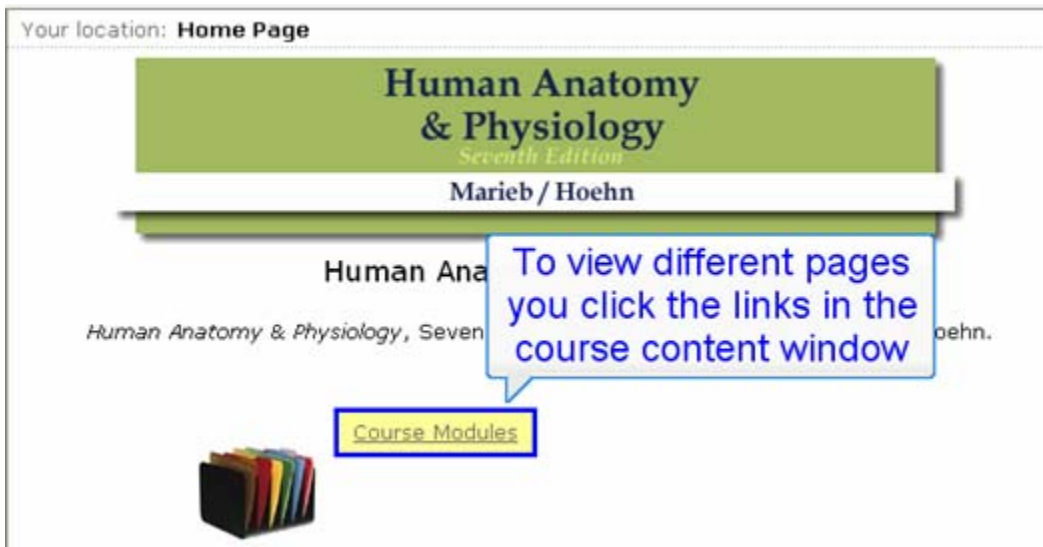 Your location: Home Page
Human Anatomy
& Physiology
Seventh Edition
Marieb / Hoehn
Human Ana
To view different pages
you click the links in the
course content window
Human Anatomy & Physiology, Seven oehn.
Course Modules